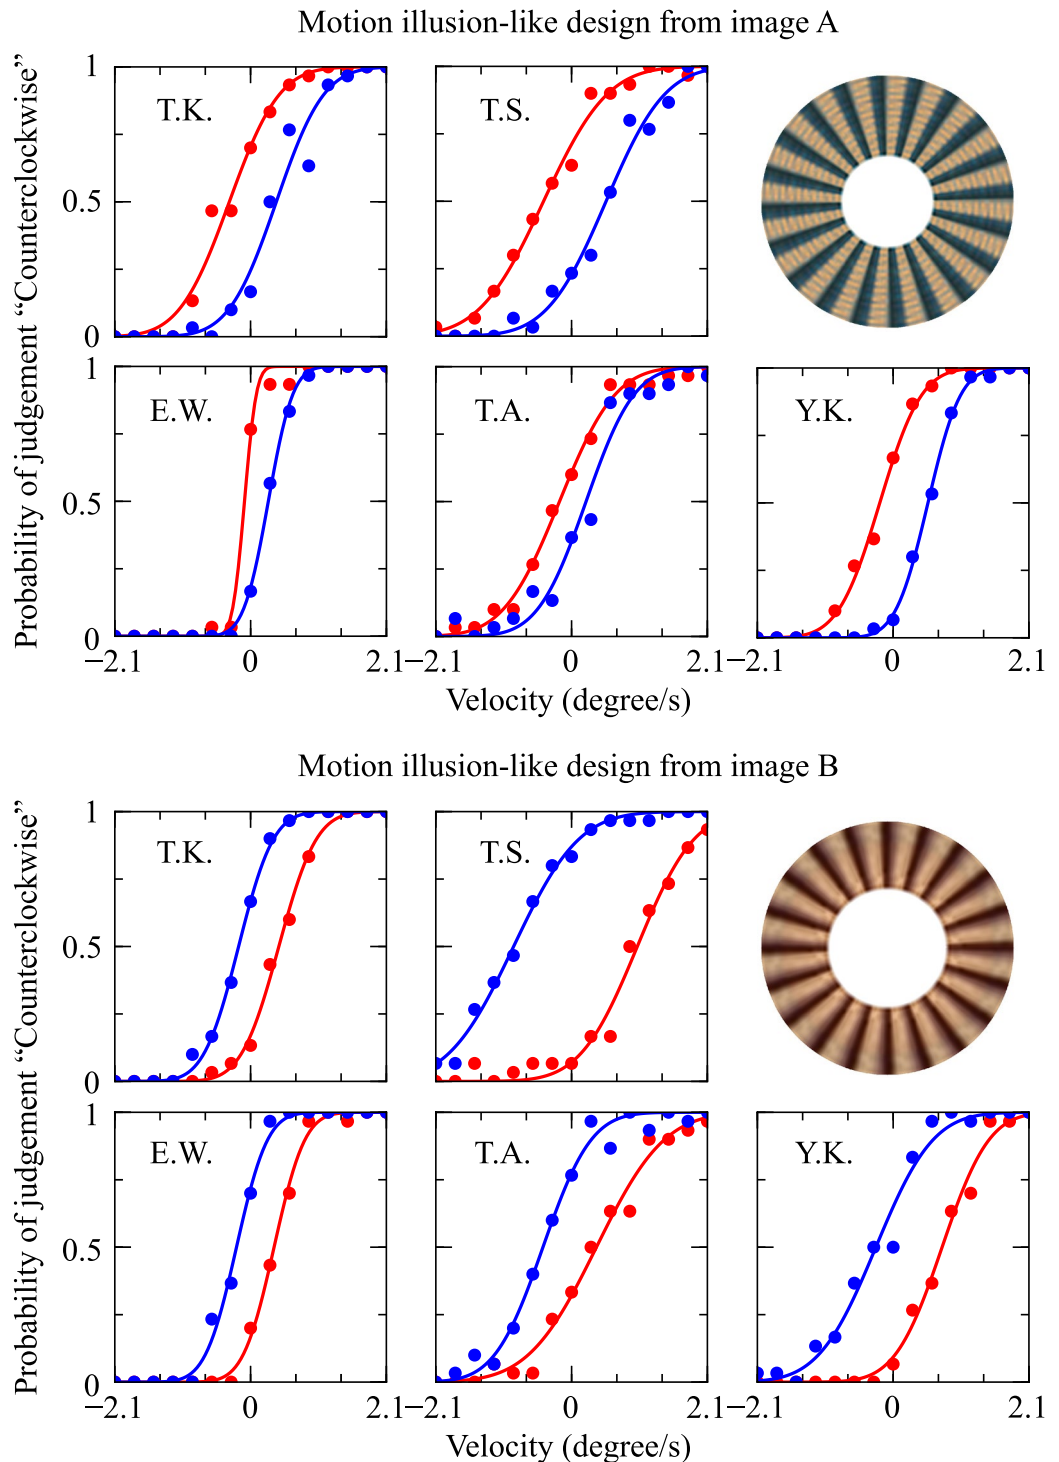 Motion illusion-like design from image A
Probability of judgement “Counterclockwise”
1
0.5
0
T.K.
T.S.
1
0.5
0
E.W.
T.A.
Y.K.
−2.1 0 2.1 −2.1 0 2.1 −2.1 0 2.1
Velocity (degree/s)
Motion illusion-like design from image B
Probability of judgement “Counterclockwise”
1
0.5
0
T.K.
T.S.
1
0.5
0
E.W.
T.A.
Y.K.
−2.1 0 2.1 −2.1 0 2.1 −2.1 0 2.1
Velocity (degree/s)